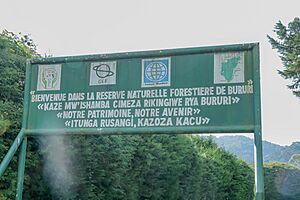 GEF
"BIENVENUE DANS LA RESERVE NATURELLE FORESTIERE DE BURURI
«KAZE MW'ISHAMBA CIMEZA RIKINGIWE RYA BURURI»
«NOTRE PATRIMOINE, NOTRE AVENIR»
«ITUNGA RUSANGI, KAZOZA KACU»